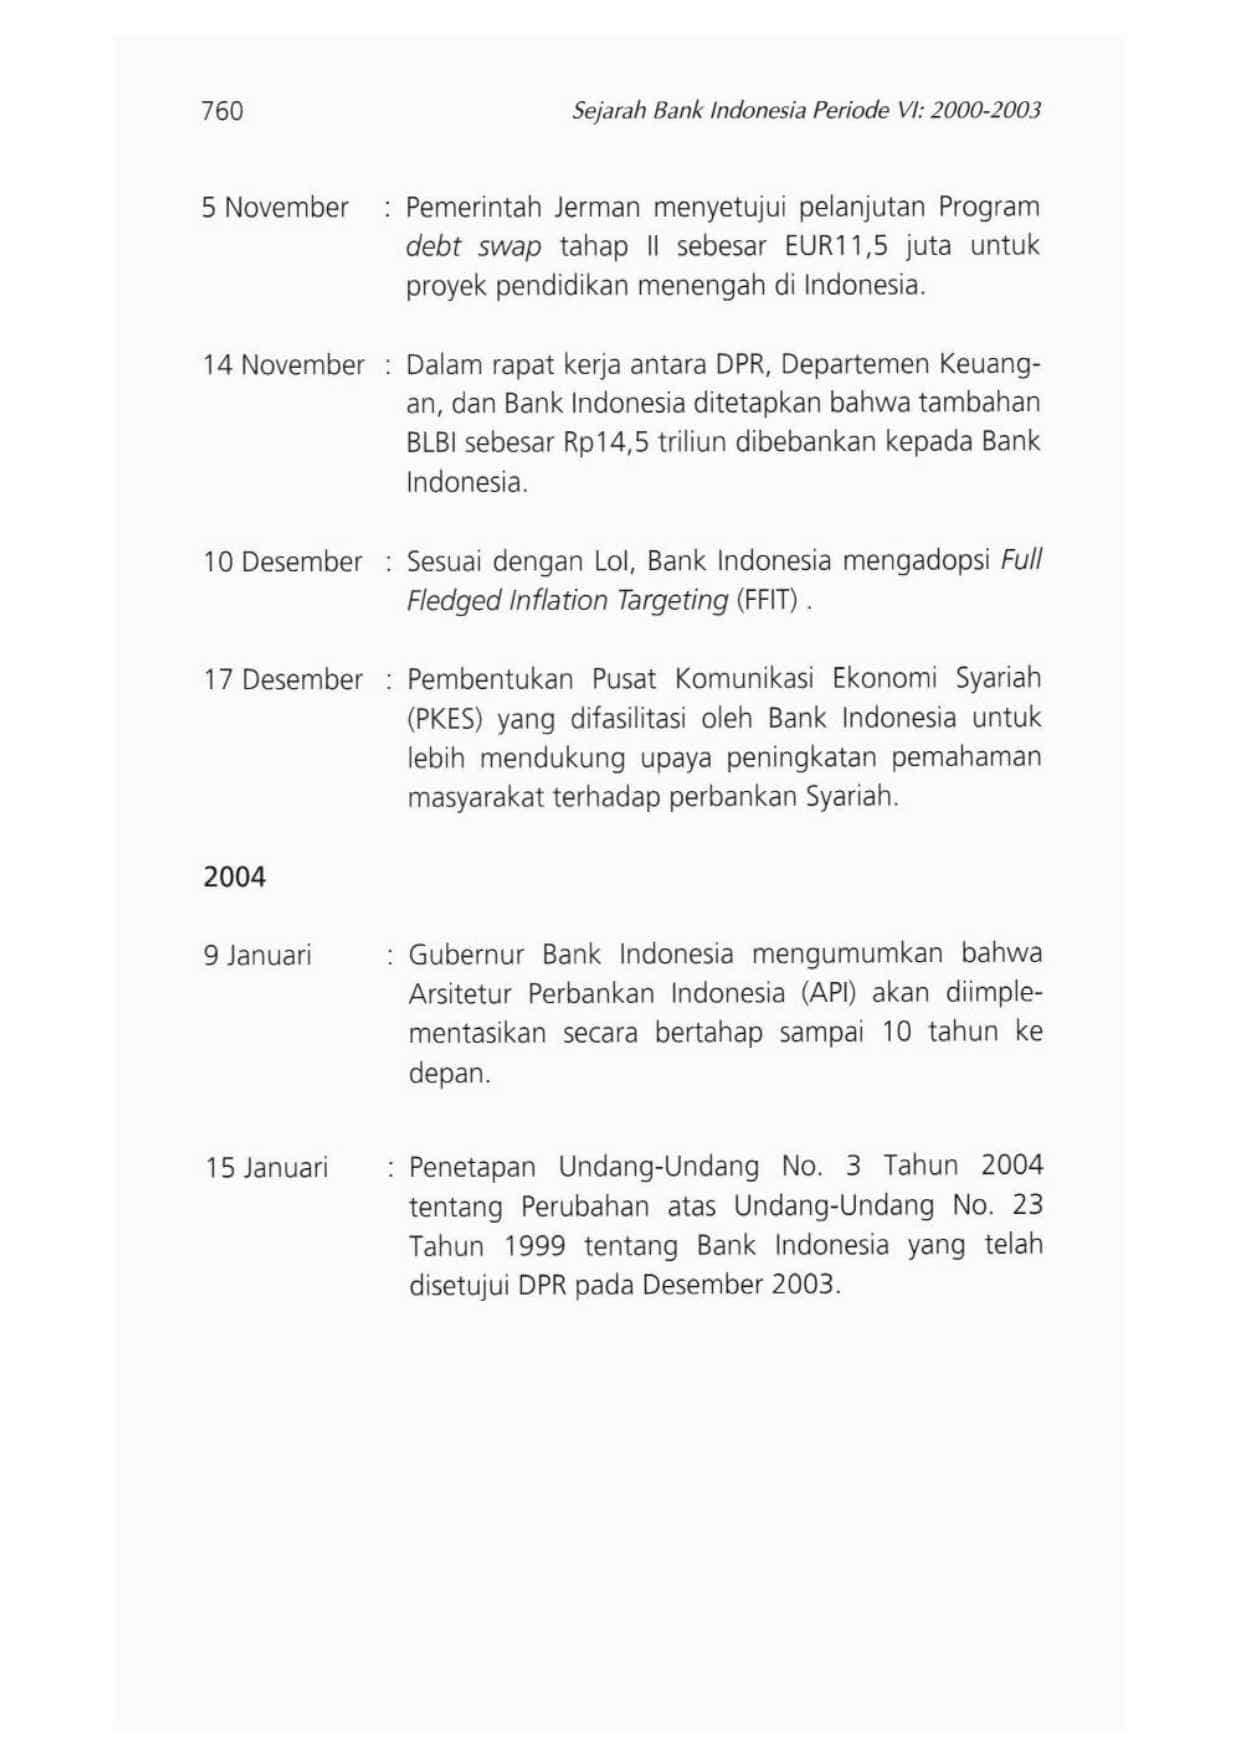 760 Sejarah Bank Indonesia Periode VI: 2000-2003
5 November : Pemerintah Jerman menyetujui pelanjutan Program
debt swap tahap II sebesar EUR11,5 juta untuk
proyek pendidikan menengah di Indonesia.
14 November : Dalam rapat kerja antara DPR, Departemen Keuang-
an, dan Bank Indonesia ditetapkan bahwa tambahan
BLBI sebesar Rp14,5 triliun dibebankan kepada Bank
Indonesia.
10 Desember : Sesuai dengan LoI, Bank Indonesia mengadopsi Full
Fledged Inflation Targeting (FFIT) .
17 Desember : Pembentukan Pusat Komunikasi Ekonomi Syariah
(PKES) yang difasilitasi oleh Bank Indonesia untuk
lebih mendukung upaya peningkatan pemahaman
masyarakat terhadap perbankan Syariah.
2004
9 Januari : Gubernur Bank Indonesia mengumumkan bahwa
Arsitetur Perbankan Indonesia (API) akan diimple-
mentasikan secara bertahap sampai 10 tahun ke
depan.
15 Januari : Penetapan Undang-Undang No. 3 Tahun 2004
tentang Perubahan atas Undang-Undang No. 23
Tahun 1999 tentang Bank Indonesia yang telah
disetujui DPR pada Desember 2003.